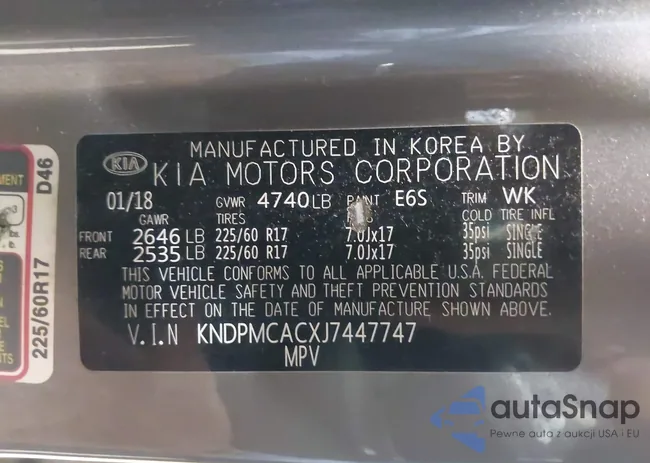 MANUFACTURED IN KOREA BY
KIA
KIA MOTORS CORPORATION
01/18 GVWR 4740 LB PAINT E6S TRIM WK
GAWR TIRES COLD TIRE INFL
FRONT 2646 LB 225/60 R17 7.0Jx17 35psi SINGLE
REAR 2535 LB 225/60 R17 7.0Jx17 35psi SINGLE
THIS VEHICLE CONFORMS TO ALL APPLICABLE U.S.A. FEDERAL
MOTOR VEHICLE SAFETY AND THEFT PREVENTION STANDARDS
IN EFFECT ON THE DATE OF MANUFACTURE SHOWN ABOVE.
V.I.N KNDPMCACXJ7447747
MPV
D46
225/60R17
autaSnap
Pewne auta z aukcji USA i EU